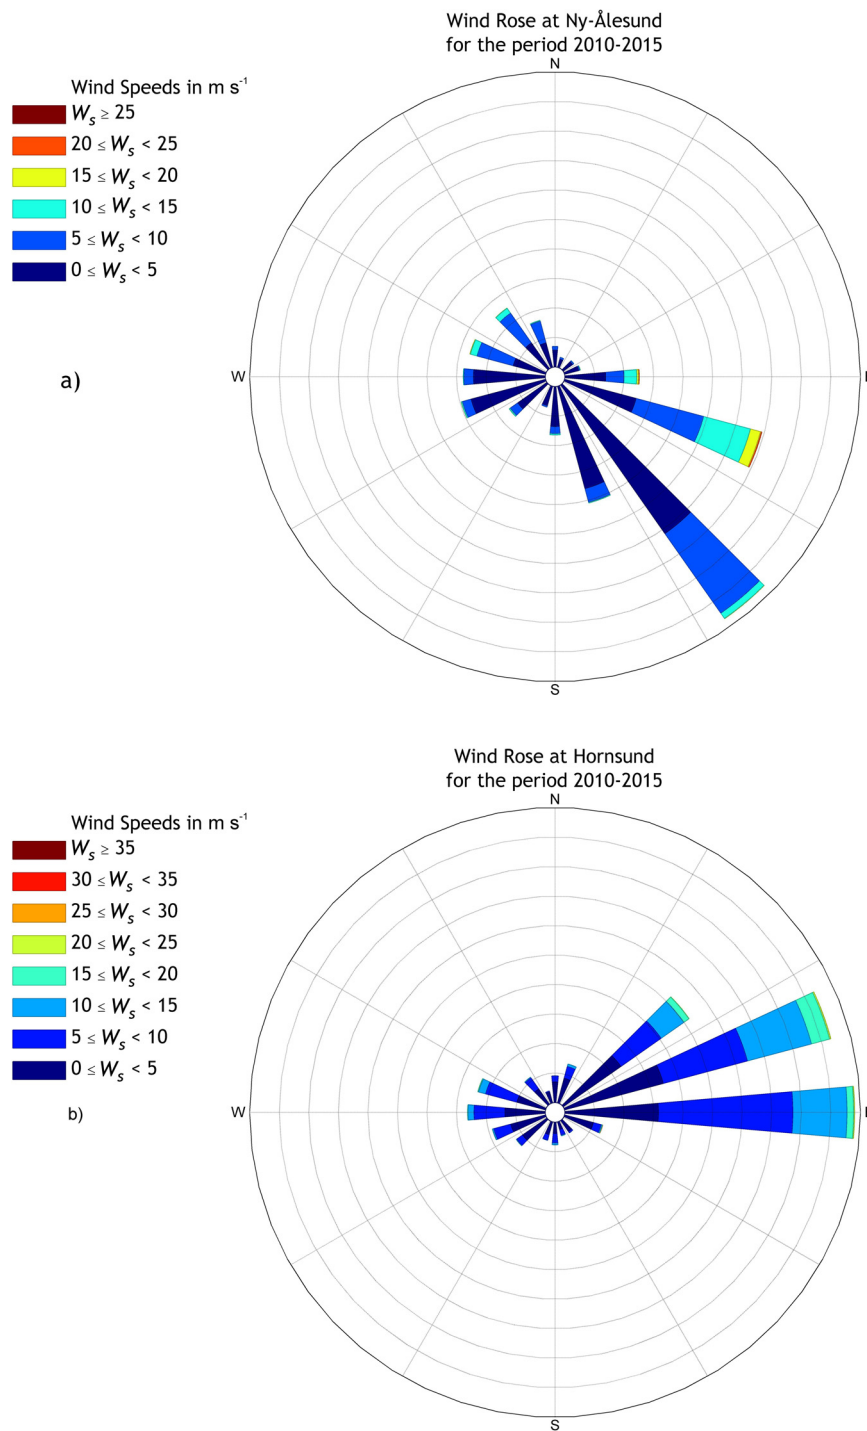 Wind Rose at Ny-Ålesund
for the period 2010-2015
N
Wind Speeds in m s⁻¹
Wₛ ≥ 25
20 ≤ Wₛ < 25
15 ≤ Wₛ < 20
10 ≤ Wₛ < 15
5 ≤ Wₛ < 10
0 ≤ Wₛ < 5
a)
W
S
Wind Rose at Hornsund
for the period 2010-2015
N
Wind Speeds in m s⁻¹
Wₛ ≥ 35
30 ≤ Wₛ < 35
25 ≤ Wₛ < 30
20 ≤ Wₛ < 25
15 ≤ Wₛ < 20
10 ≤ Wₛ < 15
5 ≤ Wₛ < 10
0 ≤ Wₛ < 5
b)
W
S